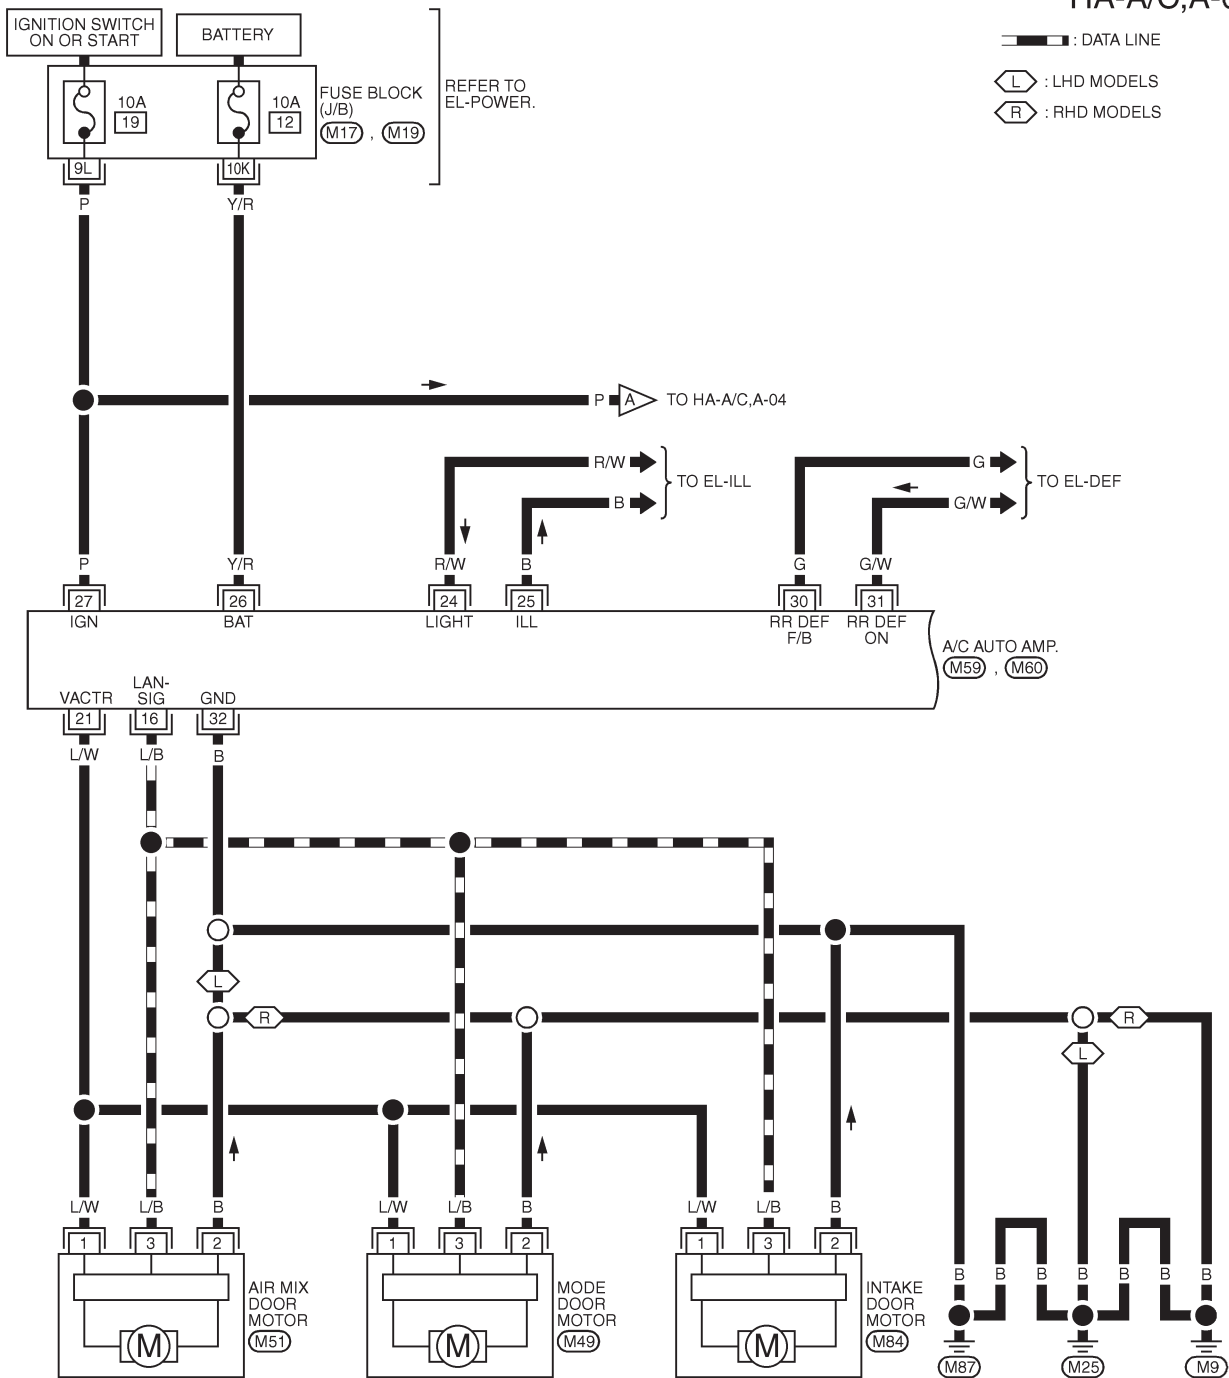 HA-A/C,A-0
IGNITION SWITCH
ON OR START
BATTERY
: DATA LINE
L : LHD MODELS
R : RHD MODELS
10A
19
10A
12
FUSE BLOCK
(J/B)
M17 , M19
REFER TO
EL-POWER.
9L 10K
P Y/R
P A TO HA-A/C,A-04
R/W
B
TO EL-ILL
G
G/W
TO EL-DEF
P Y/R R/W B G G/W
27 26 24 25 30 31
IGN BAT LIGHT ILL RR DEF RR DEF
F/B ON
A/C AUTO AMP.
M59 , M60
LAN-
VACTR SIG GND
21 16 32
L/W L/B B
L
R R
L
L/W L/B B L/W L/B B L/W L/B B
1 3 2 1 3 2 1 3 2
B B B B B B B
AIR MIX
DOOR
MOTOR
M51
M
MODE
DOOR
MOTOR
M49
M
INTAKE
DOOR
MOTOR
M84
M
M87 M25 M9